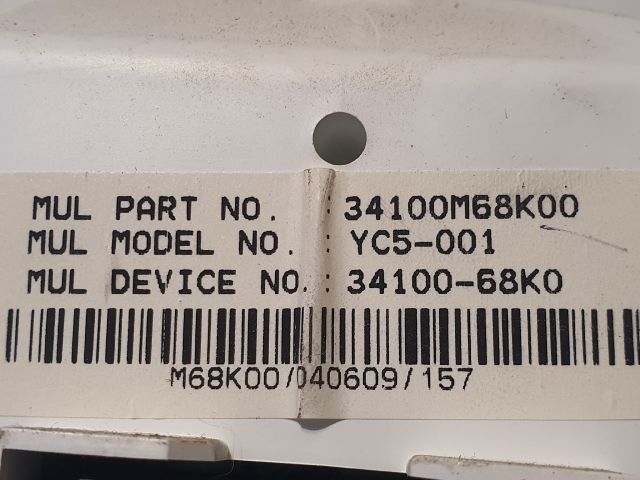 MUL PART NO. : 34100M68K00
MUL MODEL NO. : YC5-001
MUL DEVICE NO. : 34100-68K0
M68K00/040609/157